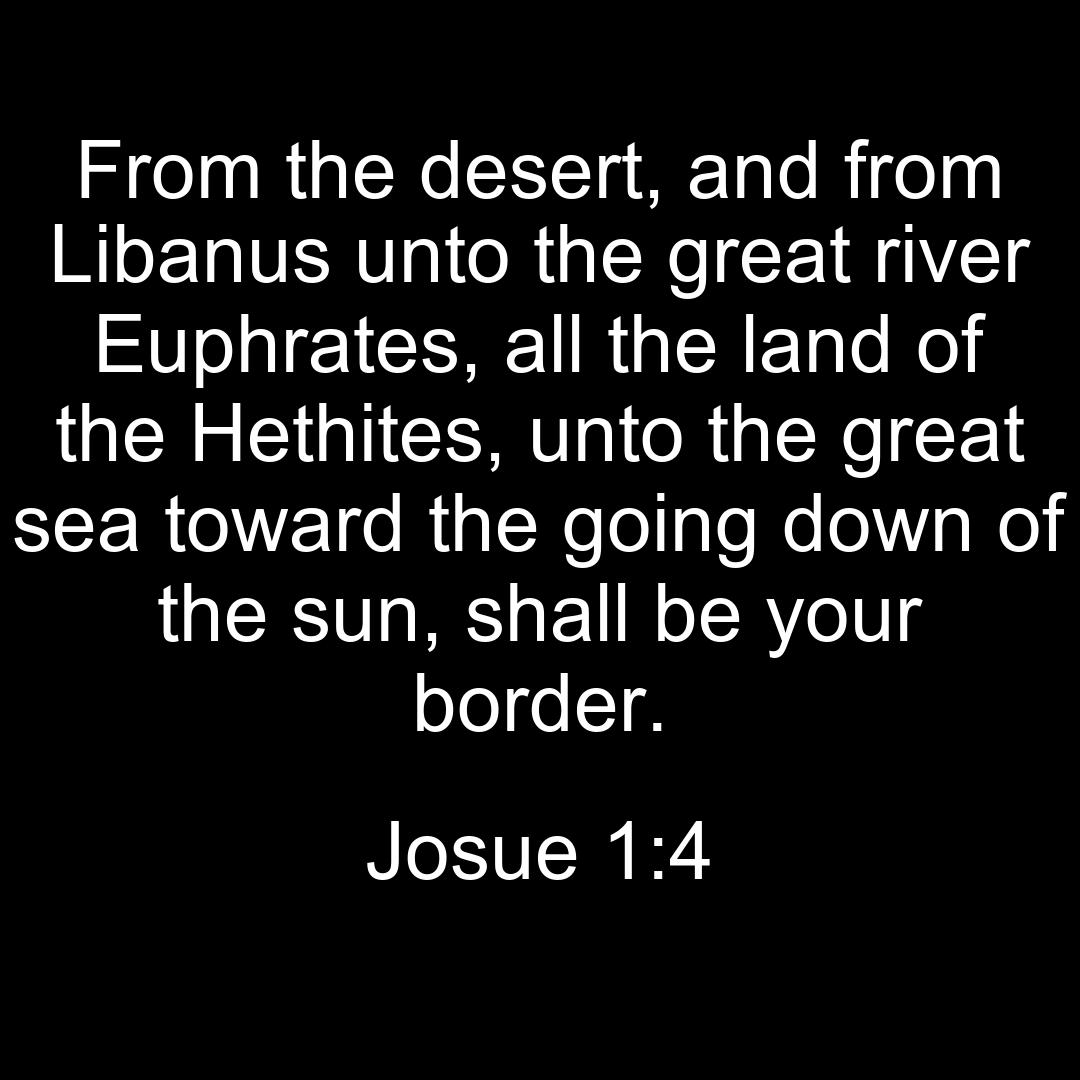 From the desert, and from
Libanus unto the great river
Euphrates, all the land of
the Hethites, unto the great
sea toward the going down of
the sun, shall be your
border.
Josue 1:4